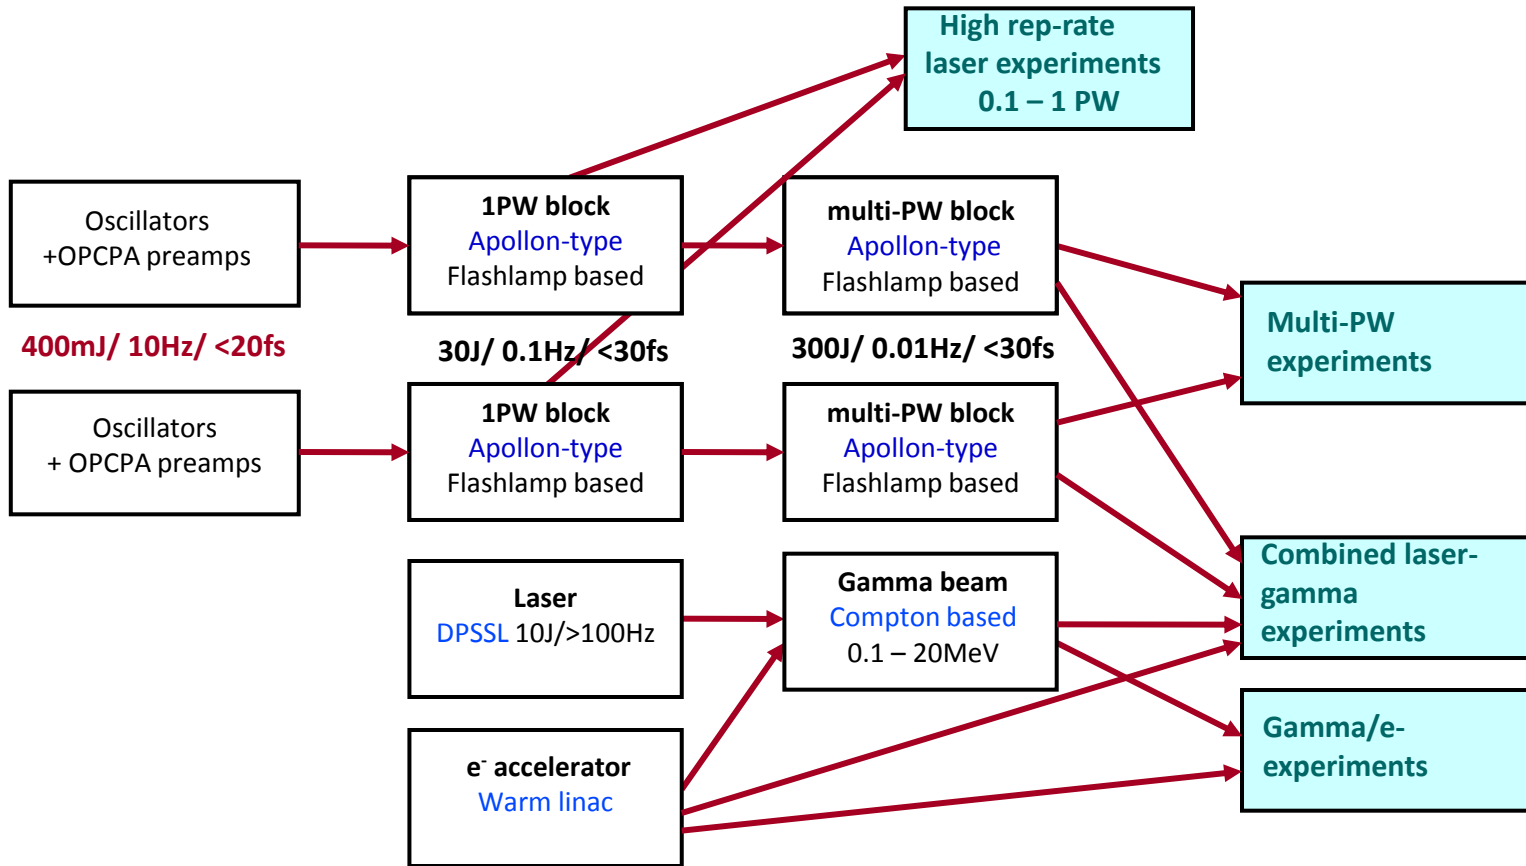 High rep-rate
laser experiments
0.1 – 1 PW
Oscillators
+OPCPA preamps
1PW block
Apollon-type
Flashlamp based
multi-PW block
Apollon-type
Flashlamp based
400mJ/ 10Hz/ <20fs
30J/ 0.1Hz/ <30fs
300J/ 0.01Hz/ <30fs
Multi-PW
experiments
Oscillators
+ OPCPA preamps
1PW block
Apollon-type
Flashlamp based
multi-PW block
Apollon-type
Flashlamp based
Laser
DPSSL 10J/>100Hz
Gamma beam
Compton based
0.1 – 20MeV
Combined laser-
gamma
experiments
e- accelerator
Warm linac
Gamma/e-
experiments